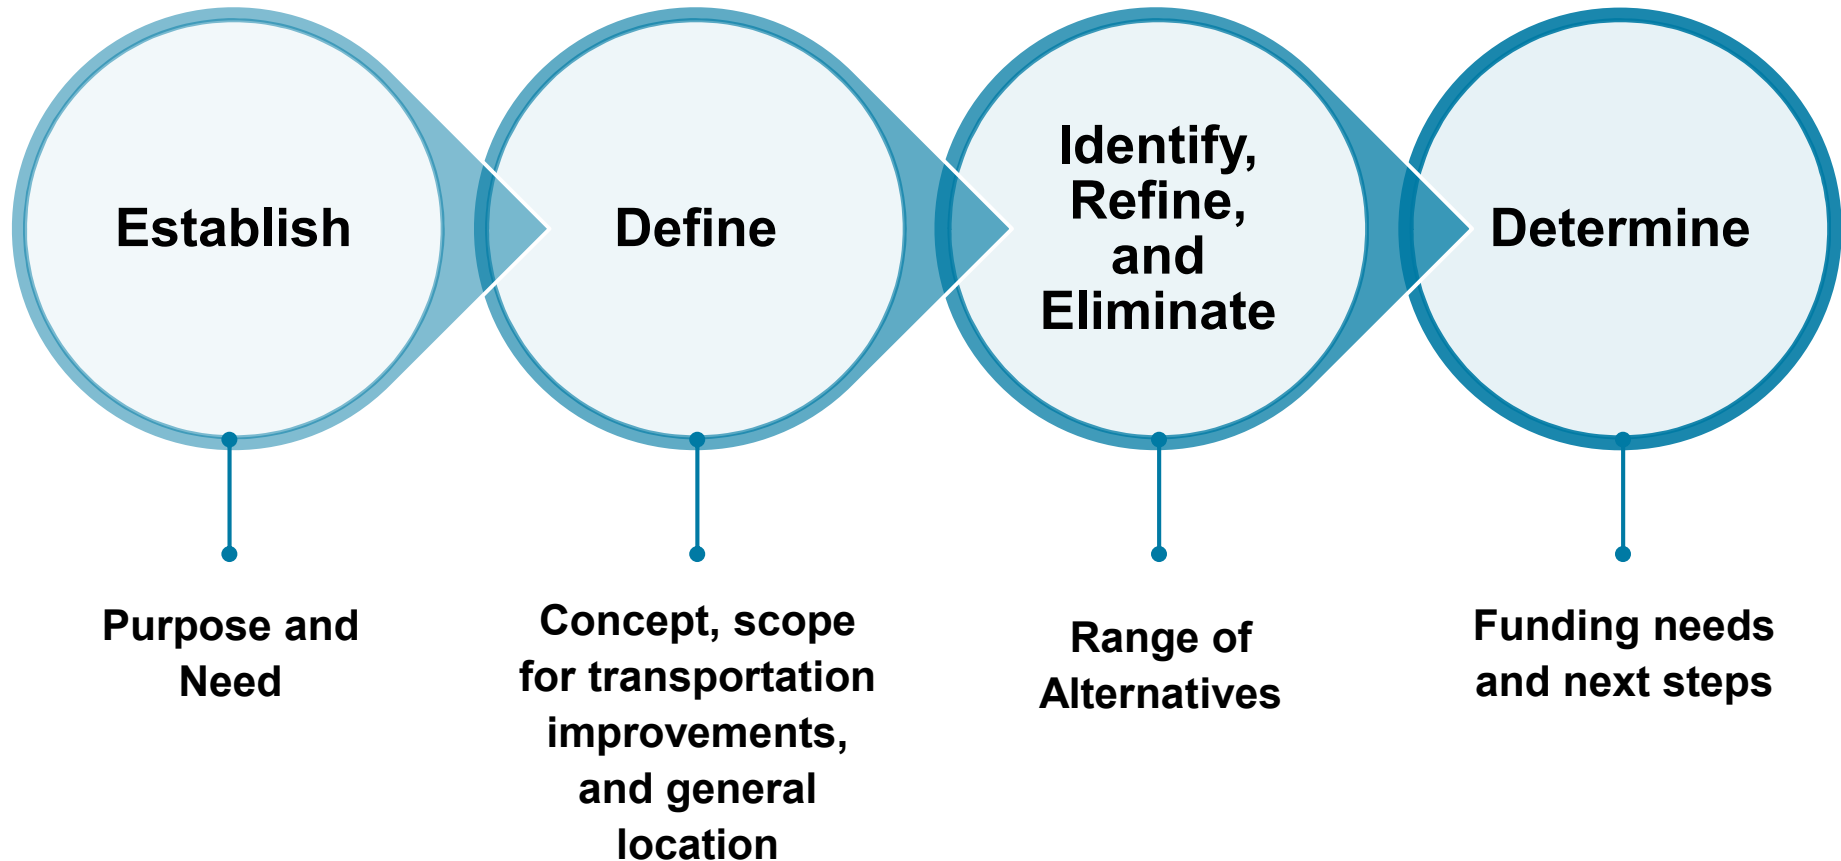 Establish
Define
Identify,
Refine,
and
Eliminate
Determine
Purpose and
Need
Concept, scope
for transportation
improvements,
and general
location
Range of
Alternatives
Funding needs
and next steps